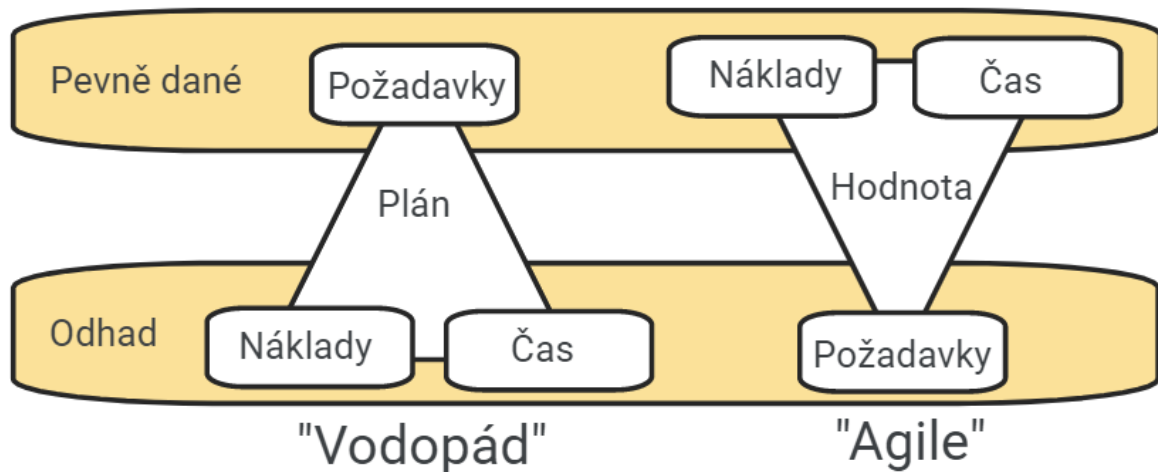 Pevně dané
Požadavky
Náklady
Čas
Plán
Hodnota
Odhad
Náklady
Čas
Požadavky
"Vodopád"
"Agile"